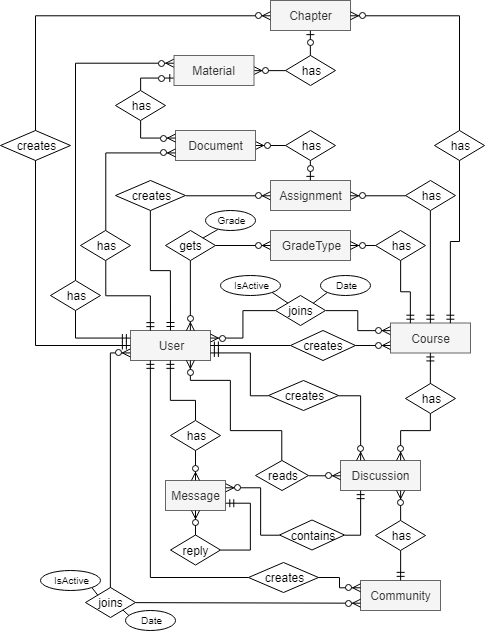 Chapter
Material
has
has
creates
Document
has
has
creates
Assignment
has
Grade
has
gets
GradeType
has
IsActive
Date
has
joins
User
creates
Course
creates
has
has
reads
Discussion
Message
contains
has
reply
creates
IsActive
Community
joins
Date